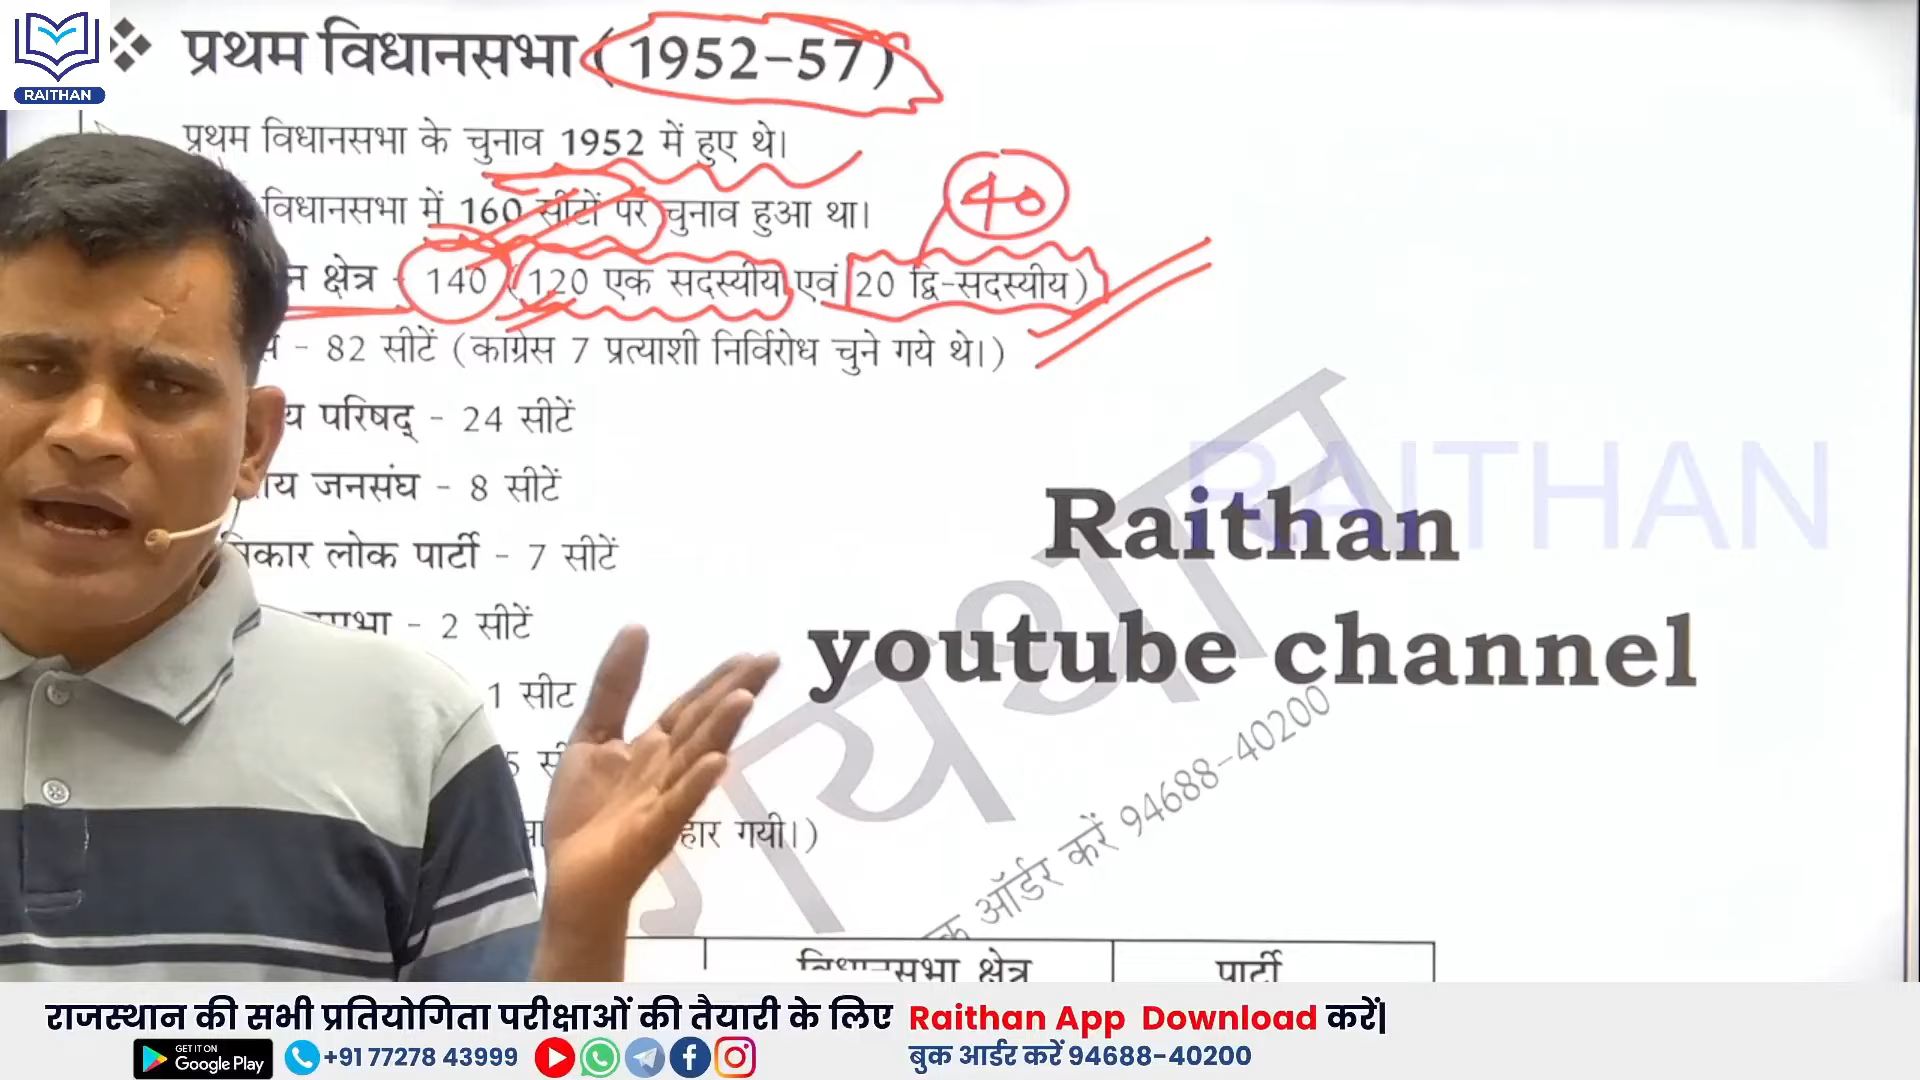 RAITHAN
❖ प्रथम विधानसभा (1952-57)
प्रथम विधानसभा के चुनाव 1952 में हुए थे।
विधानसभा में 160 सीटों पर चुनाव हुआ था।
40
क्षेत्र - 140 (120 एक सदस्यीय एवं 20 द्वि-सदस्यीय)
- 82 सीटें (कांग्रेस 7 प्रत्याशी निर्विरोध चुने गये थे।)
परिषद् - 24 सीटें
जनसंघ - 8 सीटें
लोक पार्टी - 7 सीटें
- 2 सीटें
1 सीट
हार गयी।)
RAITHAN
Raithan
youtube channel
ऑर्डर करें 94688-40200
विधानसभा क्षेत्र पार्टी
राजस्थान की सभी प्रतियोगिता परीक्षाओं की तैयारी के लिए Raithan App Download करें|
GET IT ON
Google Play
+91 77278 43999
बुक आर्डर करें 94688-40200